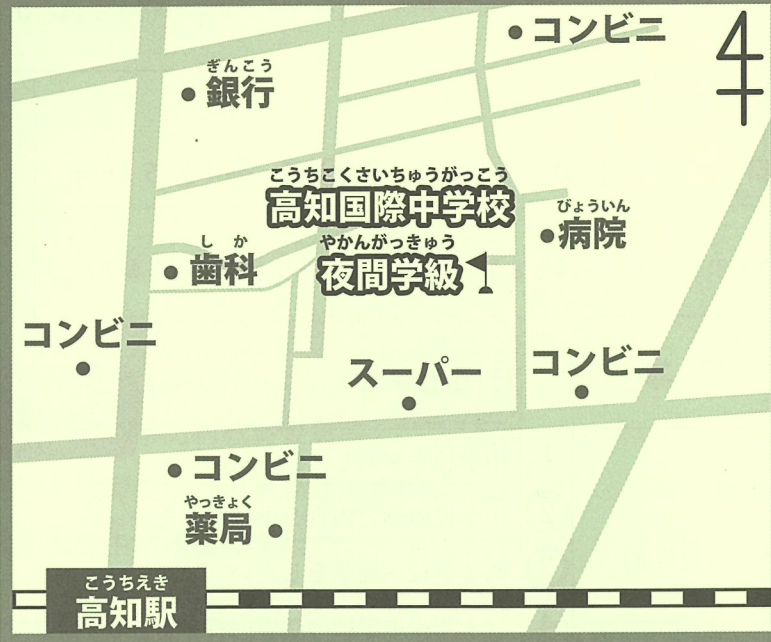 コンビニ
ぎんこう
銀行
こうちこくさいちゅうがっこう
高知国際中学校
やかんがっきゅう
夜間学級
びょういん
病院
しか
歯科
コンビニ
スーパー
コンビニ
コンビニ
やっきょく
薬局
こうちえき
高知駅